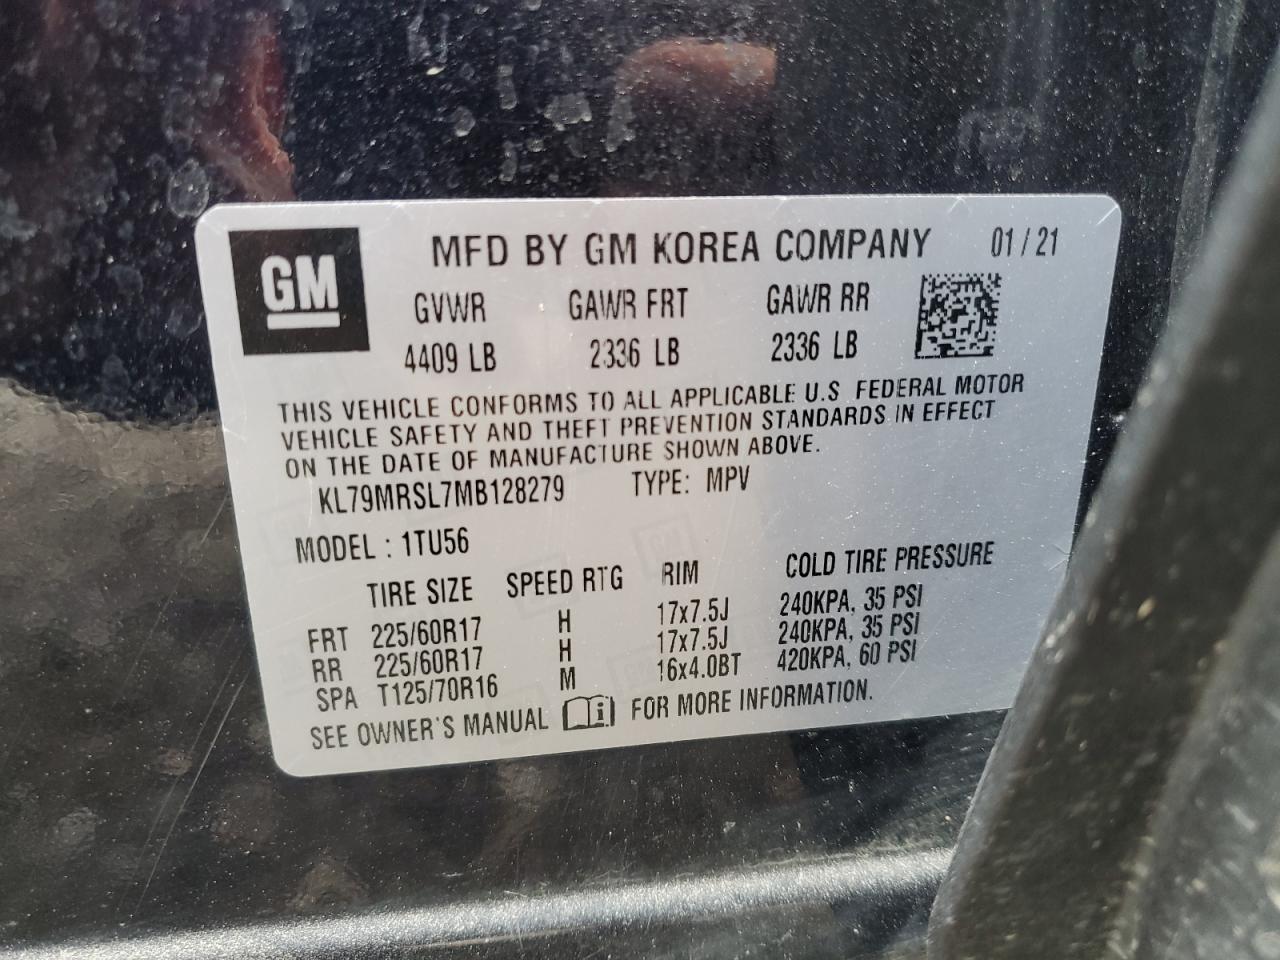 GM
MFD BY GM KOREA COMPANY 01/21
GVWR GAWR FRT GAWR RR
4409 LB 2336 LB 2336 LB
THIS VEHICLE CONFORMS TO ALL APPLICABLE U.S FEDERAL MOTOR
VEHICLE SAFETY AND THEFT PREVENTION STANDARDS IN EFFECT
ON THE DATE OF MANUFACTURE SHOWN ABOVE.
KL79MRSL7MB128279 TYPE: MPV
MODEL : 1TU56
TIRE SIZE SPEED RTG RIM COLD TIRE PRESSURE
FRT 225/60R17 H 17x7.5J 240KPA, 35 PSI
RR 225/60R17 H 17x7.5J 240KPA, 35 PSI
SPA T125/70R16 M 16x4.0BT 420KPA, 60 PSI
SEE OWNER'S MANUAL i FOR MORE INFORMATION.